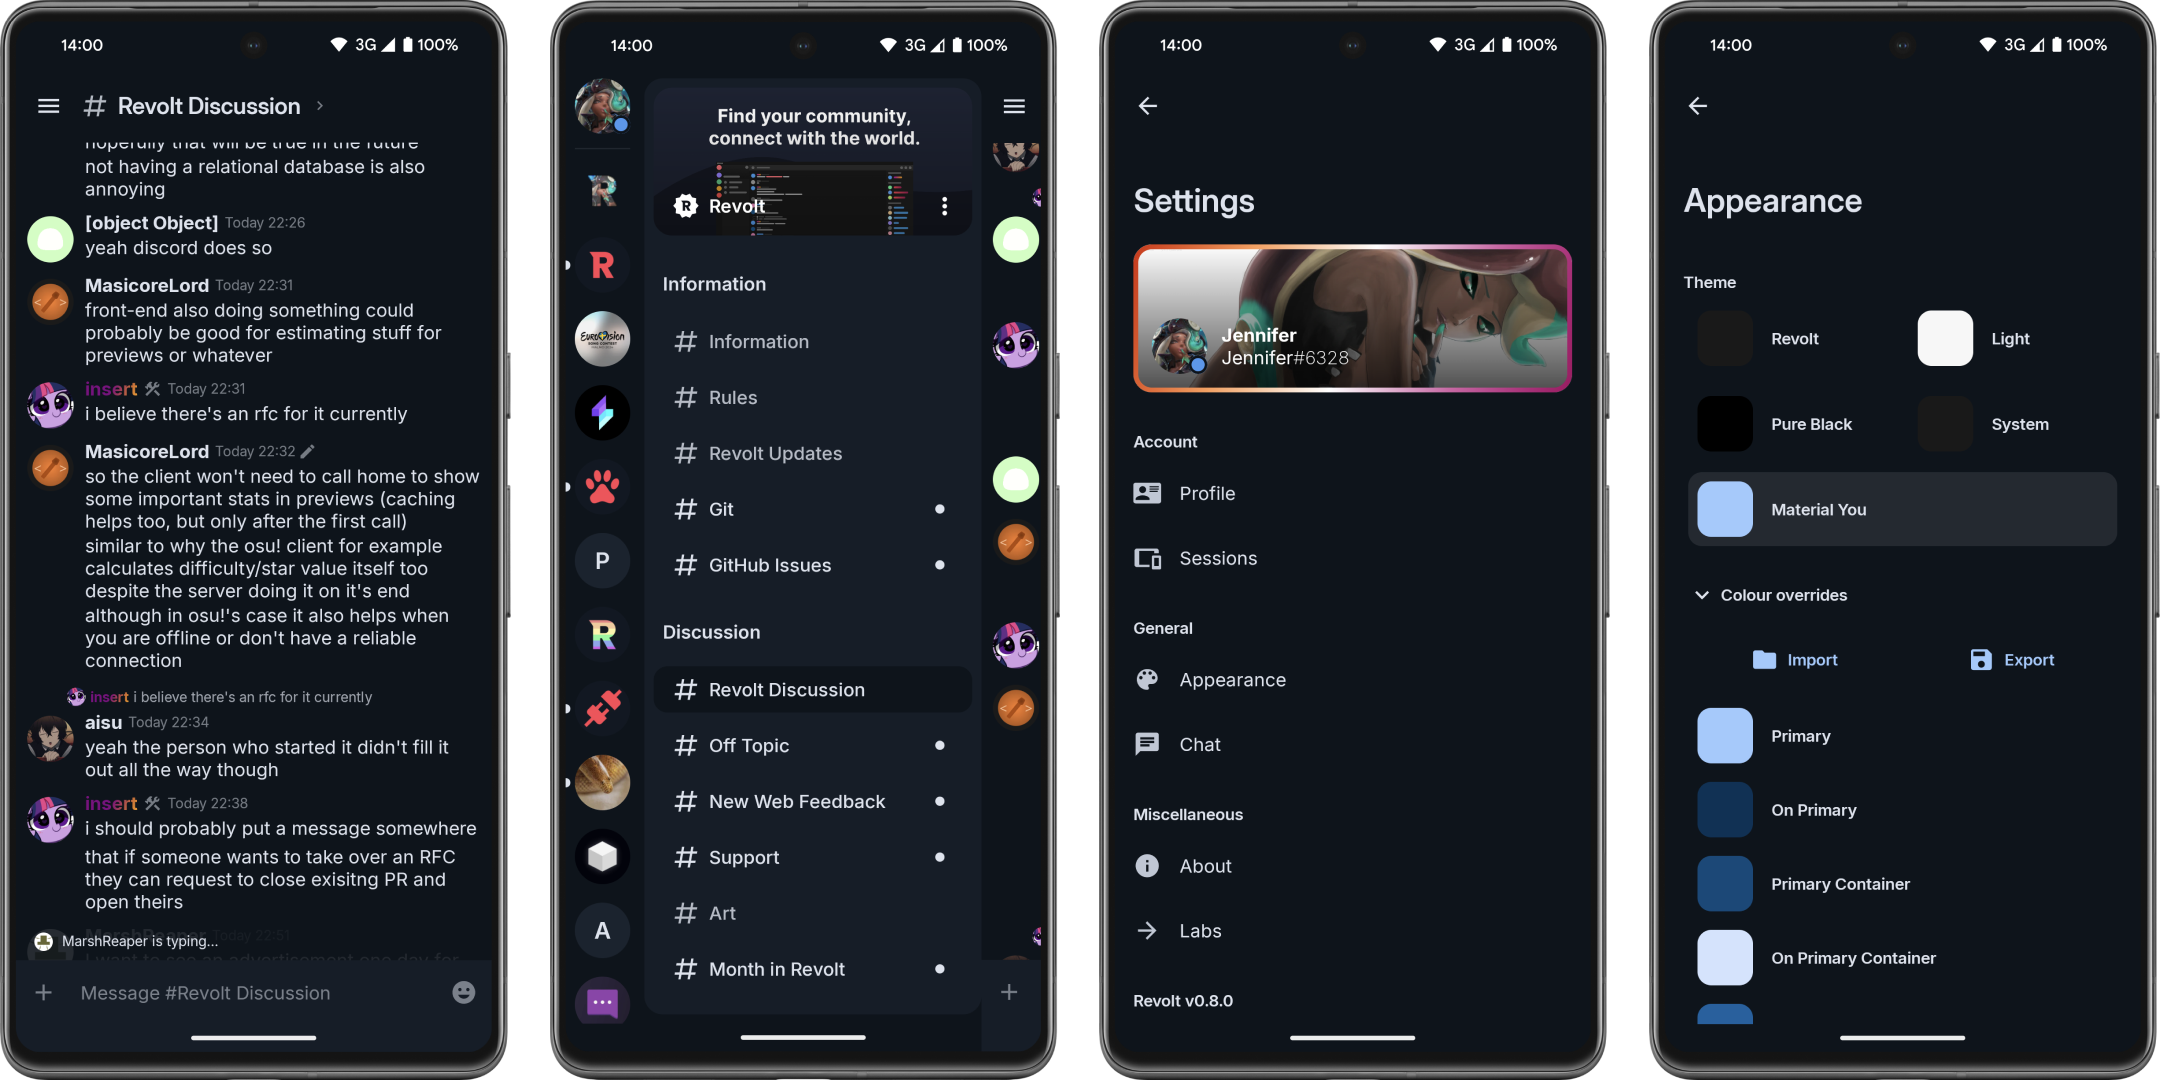 14:00
3G
100%
# Revolt Discussion
hopefully that will be true in the future
not having a relational database is also
annoying
[object Object] Today 22:26
yeah discord does so
MasicoreLord Today 22:31
front-end also doing something could
probably be good for estimating stuff for
previews or whatever
insert Today 22:31
i believe there's an rfc for it currently
MasicoreLord Today 22:32
so the client won't need to call home to show
some important stats in previews (caching
helps too, but only after the first call)
similar to why the osu! client for example
calculates difficulty/star value itself too
despite the server doing it on it's end
although in osu!'s case it also helps when
you are offline or don't have a reliable
connection
insert i believe there's an rfc for it currently
aisu Today 22:34
yeah the person who started it didn't fill it
out all the way though
insert Today 22:38
i should probably put a message somewhere
that if someone wants to take over an RFC
they can request to close exisitng PR and
open theirs
MarshReaper Today 22:51
MarshReaper is typing...
I want to see an advertisement one day for
Message #Revolt Discussion
14:00
3G
100%
Find your community,
connect with the world.
R
Revolt
R
R
EUROVISION
P
R
A
Information
# Information
# Rules
# Revolt Updates
# Git
# GitHub Issues
Discussion
# Revolt Discussion
# Off Topic
# New Web Feedback
# Support
# Art
# Month in Revolt
14:00
3G
100%
Settings
Jennifer
Jennifer#6328
Account
Profile
Sessions
General
Appearance
Chat
Miscellaneous
About
Labs
Revolt v0.8.0
14:00
3G
100%
Appearance
Theme
Revolt
Light
Pure Black
System
Material You
Colour overrides
Import
Export
Primary
On Primary
Primary Container
On Primary Container